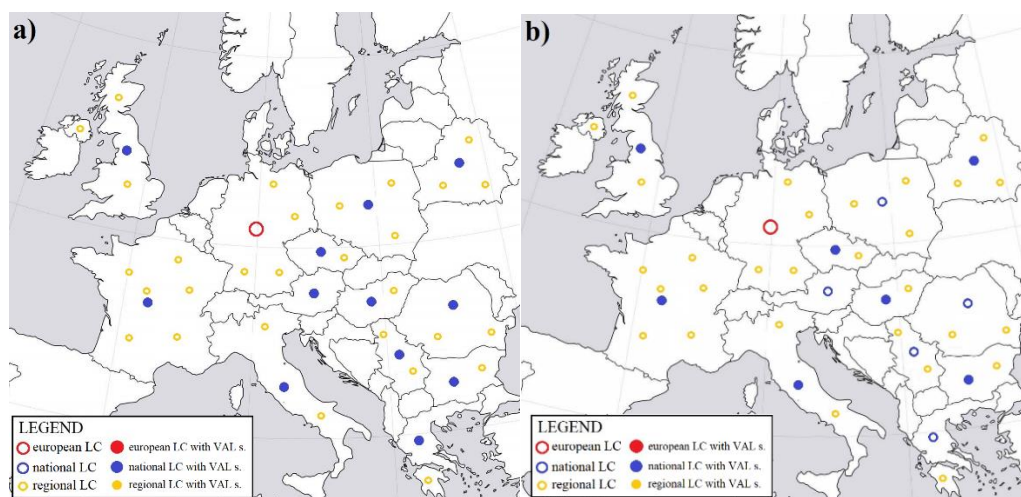 a)
LEGEND
european LC
european LC with VAL s.
national LC
national LC with VAL s.
regional LC
regional LC with VAL s.
b)
LEGEND
european LC
european LC with VAL s.
national LC
national LC with VAL s.
regional LC
regional LC with VAL s.